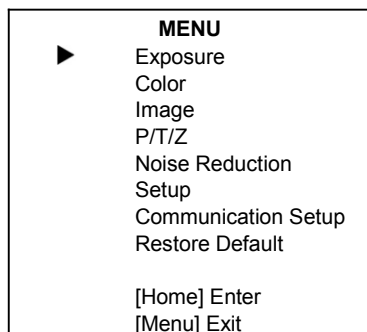 MENU
Exposure
Color
Image
P/T/Z
Noise Reduction
Setup
Communication Setup
Restore Default
[Home] Enter
[Menu] Exit